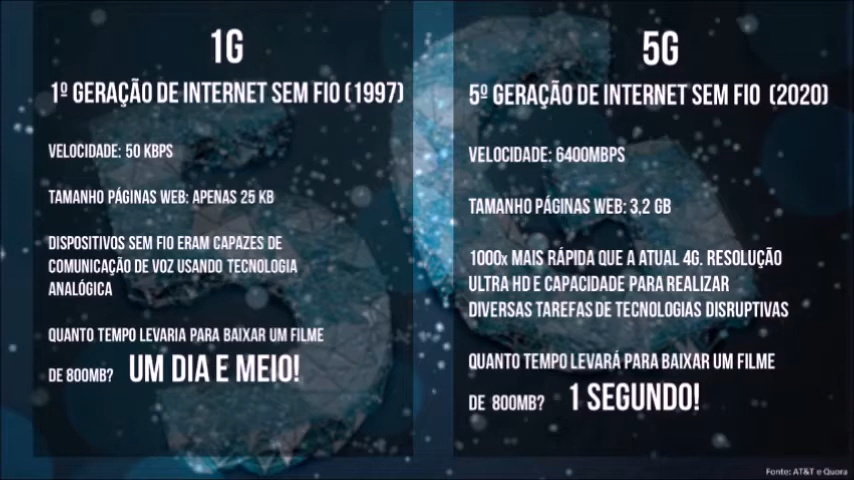 1G
1º GERAÇÃO DE INTERNET SEM FIO (1997)
VELOCIDADE: 50 KBPS
TAMANHO PÁGINAS WEB: APENAS 25 KB
DISPOSITIVOS SEM FIO ERAM CAPAZES DE
COMUNICAÇÃO DE VOZ USANDO TECNOLOGIA
ANALÓGICA
QUANTO TEMPO LEVARIA PARA BAIXAR UM FILME
DE 800MB? UM DIA E MEIO!
5G
5º GERAÇÃO DE INTERNET SEM FIO (2020)
VELOCIDADE: 6400MBPS
TAMANHO PÁGINAS WEB: 3,2 GB
1000x MAIS RÁPIDA QUE A ATUAL 4G. RESOLUÇÃO
ULTRA HD E CAPACIDADE PARA REALIZAR
DIVERSAS TAREFAS DE TECNOLOGIAS DISRUPTIVAS
QUANTO TEMPO LEVARÁ PARA BAIXAR UM FILME
DE 800MB? 1 SEGUNDO!
Fonte: AT&T e Quora